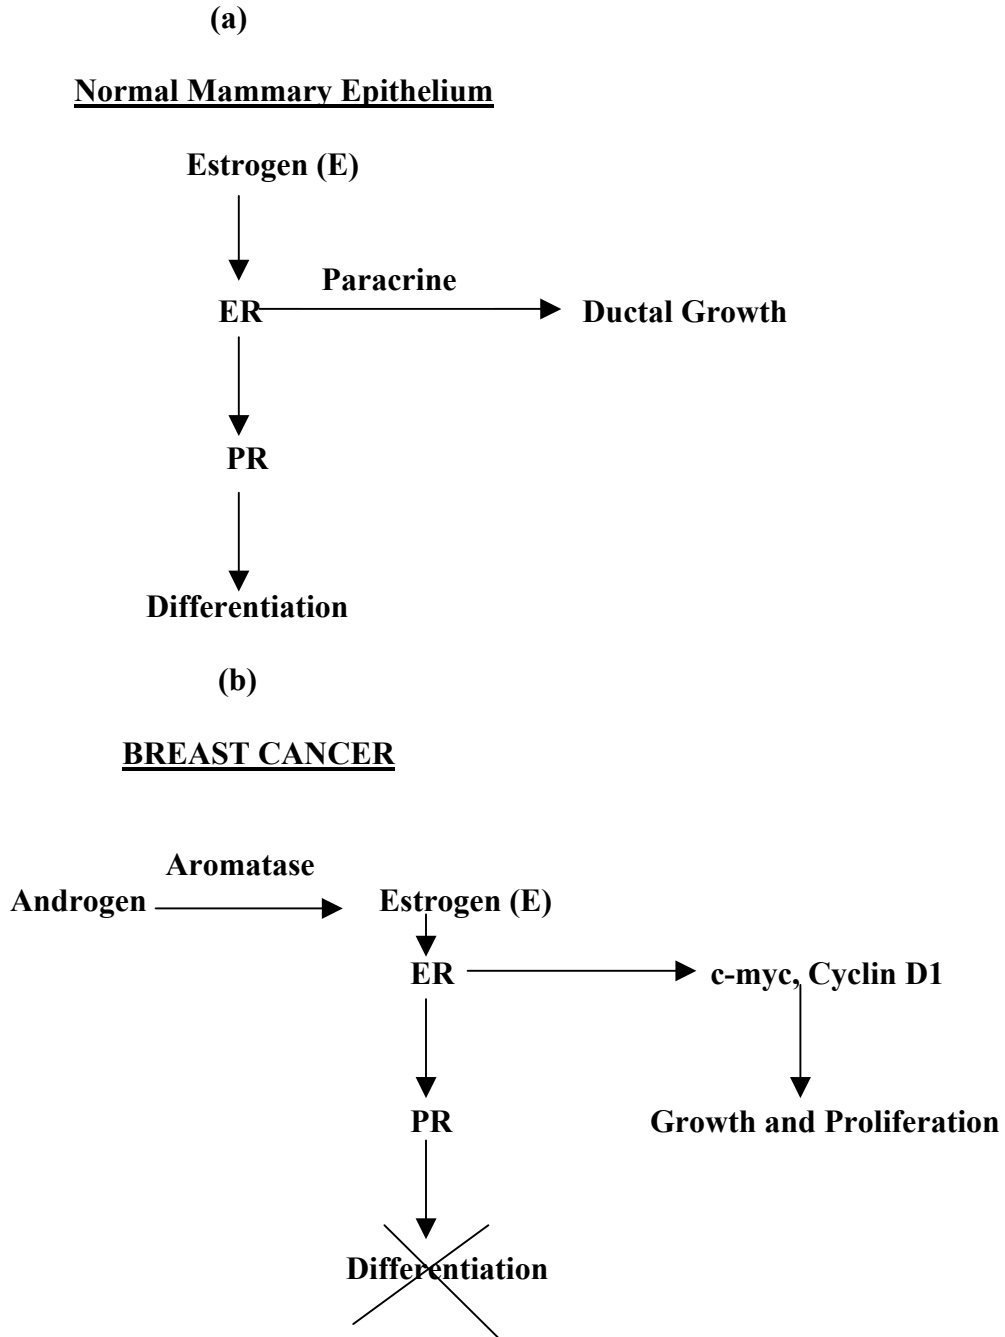 (a)
Normal Mammary Epithelium
Estrogen (E)
Paracrine
ER
Ductal Growth
PR
Differentiation
(b)
BREAST CANCER
Aromatase
Androgen
Estrogen (E)
ER
c-myc, Cyclin D1
PR
Growth and Proliferation
Differentiation